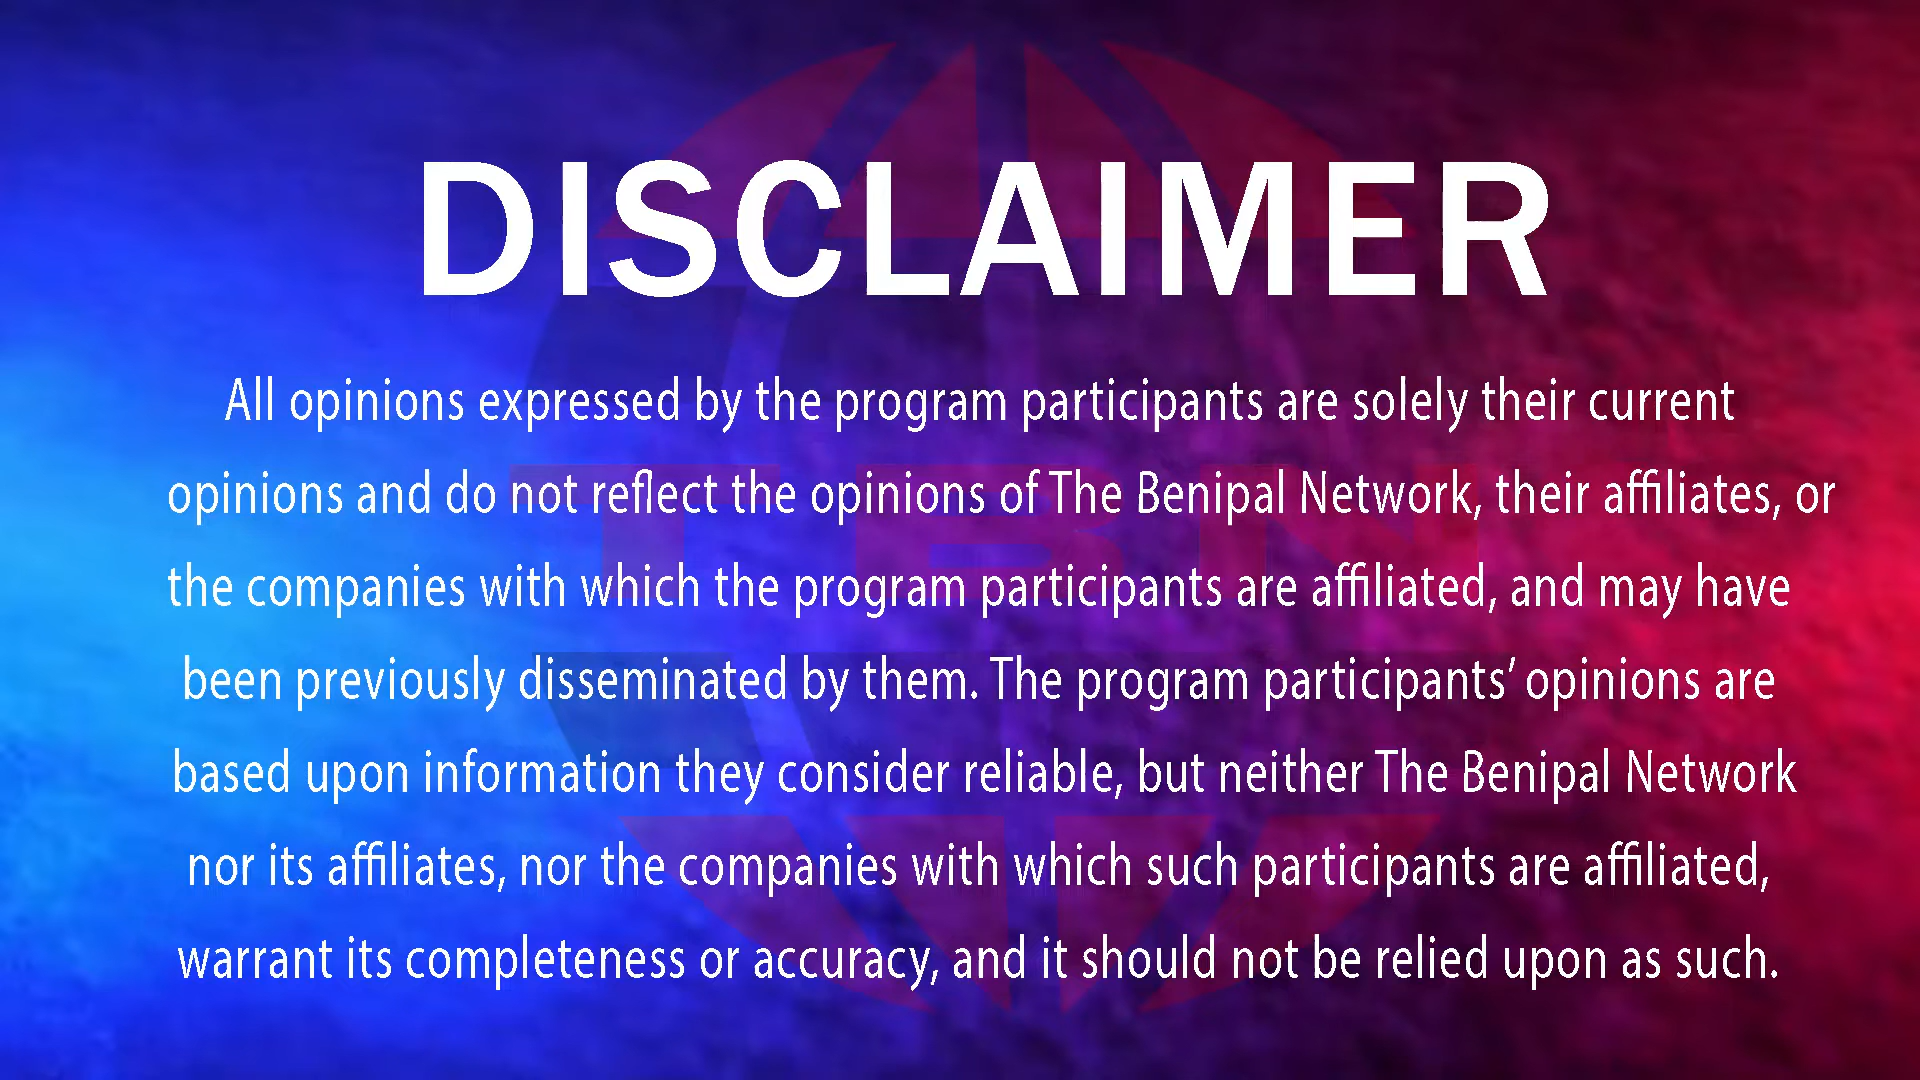 DISCLAIMER
All opinions expressed by the program participants are solely their current
opinions and do not reflect the opinions of The Benipal Network, their affiliates, or
the companies with which the program participants are affiliated, and may have
been previously disseminated by them. The program participants’ opinions are
based upon information they consider reliable, but neither The Benipal Network
nor its affiliates, nor the companies with which such participants are affiliated,
warrant its completeness or accuracy, and it should not be relied upon as such.
TBN